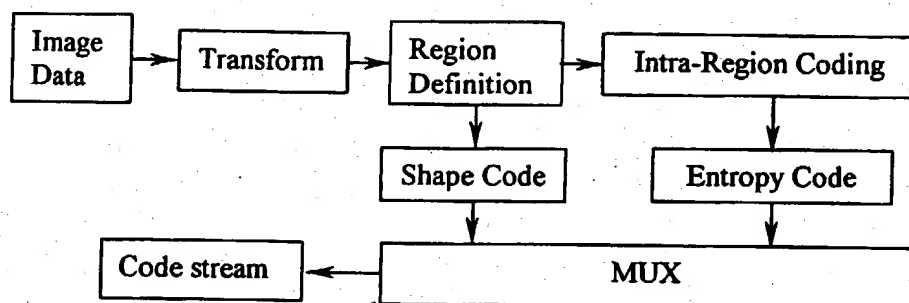 Image
Data
Transform
Region
Definition
Intra-Region Coding
Shape Code
Entropy Code
Code stream
MUX